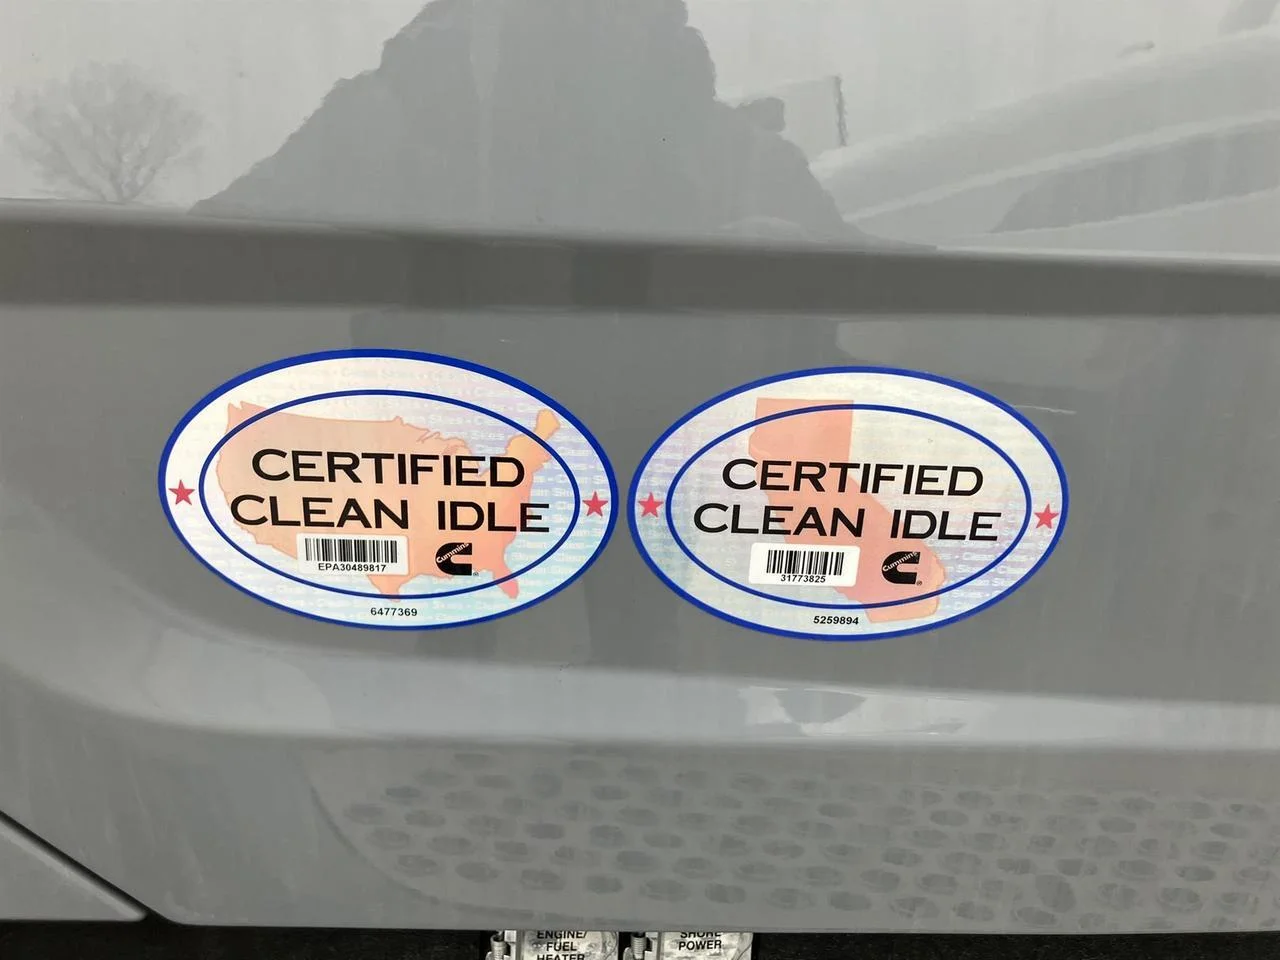 CERTIFIED
CLEAN IDLE
EPA30489817
Cummins
6477369
CERTIFIED
CLEAN IDLE
31773825
Cummins
5259894
ENGINE/
FUEL
HEATER
SHORE
POWER